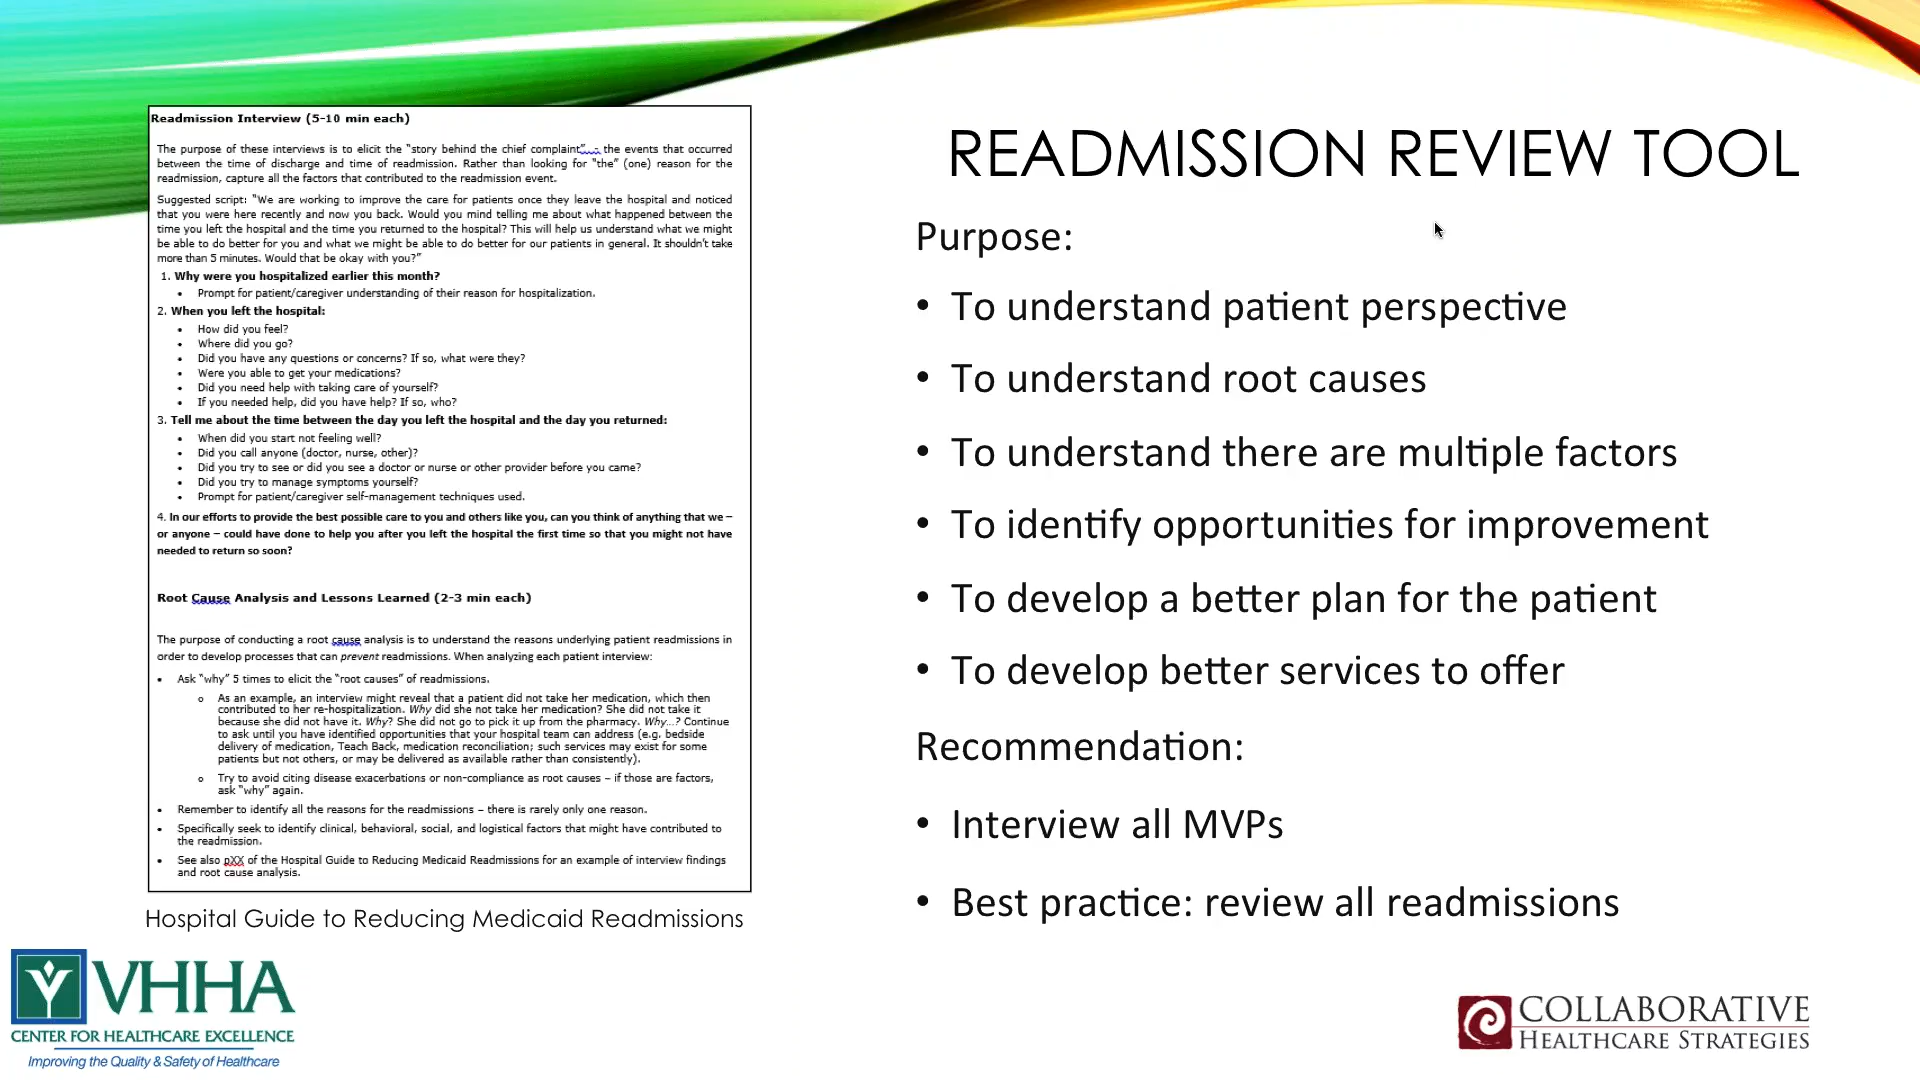 Readmission Interview (5-10 min each)
The purpose of these interviews is to elicit the “story behind the chief complaint” - the events that occurred
between the time of discharge and time of readmission. Rather than looking for “the” (one) reason for the
readmission, capture all the factors that contributed to the readmission event.
Suggested script: “We are working to improve the care for patients once they leave the hospital and noticed
that you were here recently and now you back. Would you mind telling me about what happened between the
time you left the hospital and the time you returned to the hospital? This will help us understand what we might
be able to do better for you and what we might be able to do better for our patients in general. It shouldn’t take
more than 5 minutes. Would that be okay with you?”
1. Why were you hospitalized earlier this month?
• Prompt for patient/caregiver understanding of their reason for hospitalization.
2. When you left the hospital:
• How did you feel?
• Where did you go?
• Did you have any questions or concerns? If so, what were they?
• Were you able to get your medications?
• Did you need help with taking care of yourself?
• If you needed help, did you have help? If so, who?
3. Tell me about the time between the day you left the hospital and the day you returned:
• When did you start not feeling well?
• Did you call anyone (doctor, nurse, other)?
• Did you try to see or did you see a doctor or nurse or other provider before you came?
• Did you try to manage symptoms yourself?
• Prompt for patient/caregiver self-management techniques used.
4. In our efforts to provide the best possible care to you and others like you, can you think of anything that we –
or anyone – could have done to help you after you left the hospital the first time so that you might not have
needed to return so soon?
Root Cause Analysis and Lessons Learned (2-3 min each)
The purpose of conducting a root cause analysis is to understand the reasons underlying patient readmissions in
order to develop processes that can prevent readmissions. When analyzing each patient interview:
• Ask “why” 5 times to elicit the “root causes” of readmissions.
o As an example, an interview might reveal that a patient did not take her medication, which then
contributed to her re-hospitalization. Why did she not take her medication? She did not take it
because she did not have it. Why? She did not go to pick it up from the pharmacy. Why...? Continue
to ask until you have identified opportunities that your hospital team can address (e.g. bedside
delivery of medication, Teach Back, medication reconciliation; such services may exist for some
patients but not others, or may be delivered as available rather than consistently).
o Try to avoid citing disease exacerbations or non-compliance as root causes – if those are factors,
ask “why” again.
• Remember to identify all the reasons for the readmissions – there is rarely only one reason.
• Specifically seek to identify clinical, behavioral, social, and logistical factors that might have contributed to
the readmission.
• See also pXX of the Hospital Guide to Reducing Medicaid Readmissions for an example of interview findings
and root cause analysis.
Hospital Guide to Reducing Medicaid Readmissions
READMISSION REVIEW TOOL
Purpose:
• To understand patient perspective
• To understand root causes
• To understand there are multiple factors
• To identify opportunities for improvement
• To develop a better plan for the patient
• To develop better services to offer
Recommendation:
• Interview all MVPs
• Best practice: review all readmissions
VHHA
CENTER FOR HEALTHCARE EXCELLENCE
Improving the Quality & Safety of Healthcare
COLLABORATIVE
HEALTHCARE STRATEGIES